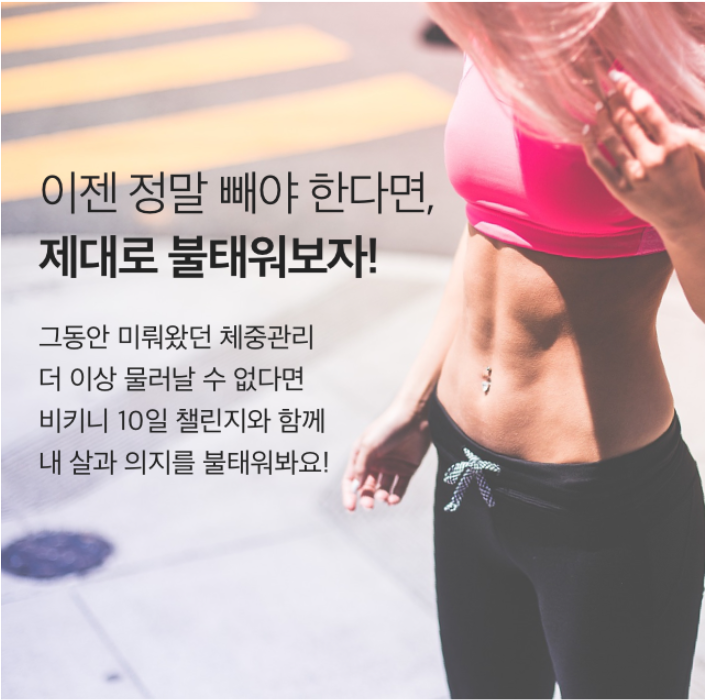 이젠 정말 빼야 한다면,
제대로 불태워보자!
그동안 미뤄왔던 체중관리
더 이상 물러날 수 없다면
비키니 10일 챌린지와 함께
내 살과 의지를 불태워봐요!